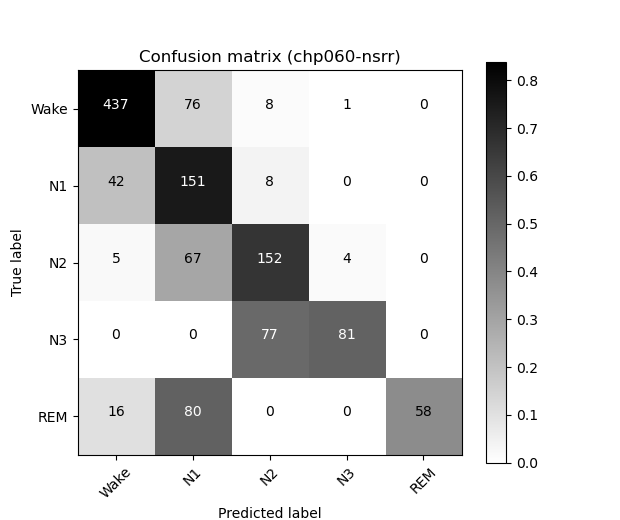 Confusion matrix (chp060-nsrr)
True label
Wake 437 76 8 1 0
N1 42 151 8 0 0
N2 5 67 152 4 0
N3 0 0 77 81 0
REM 16 80 0 0 58
Wake N1 N2 N3 REM
Predicted label
0.8
0.7
0.6
0.5
0.4
0.3
0.2
0.1
0.0